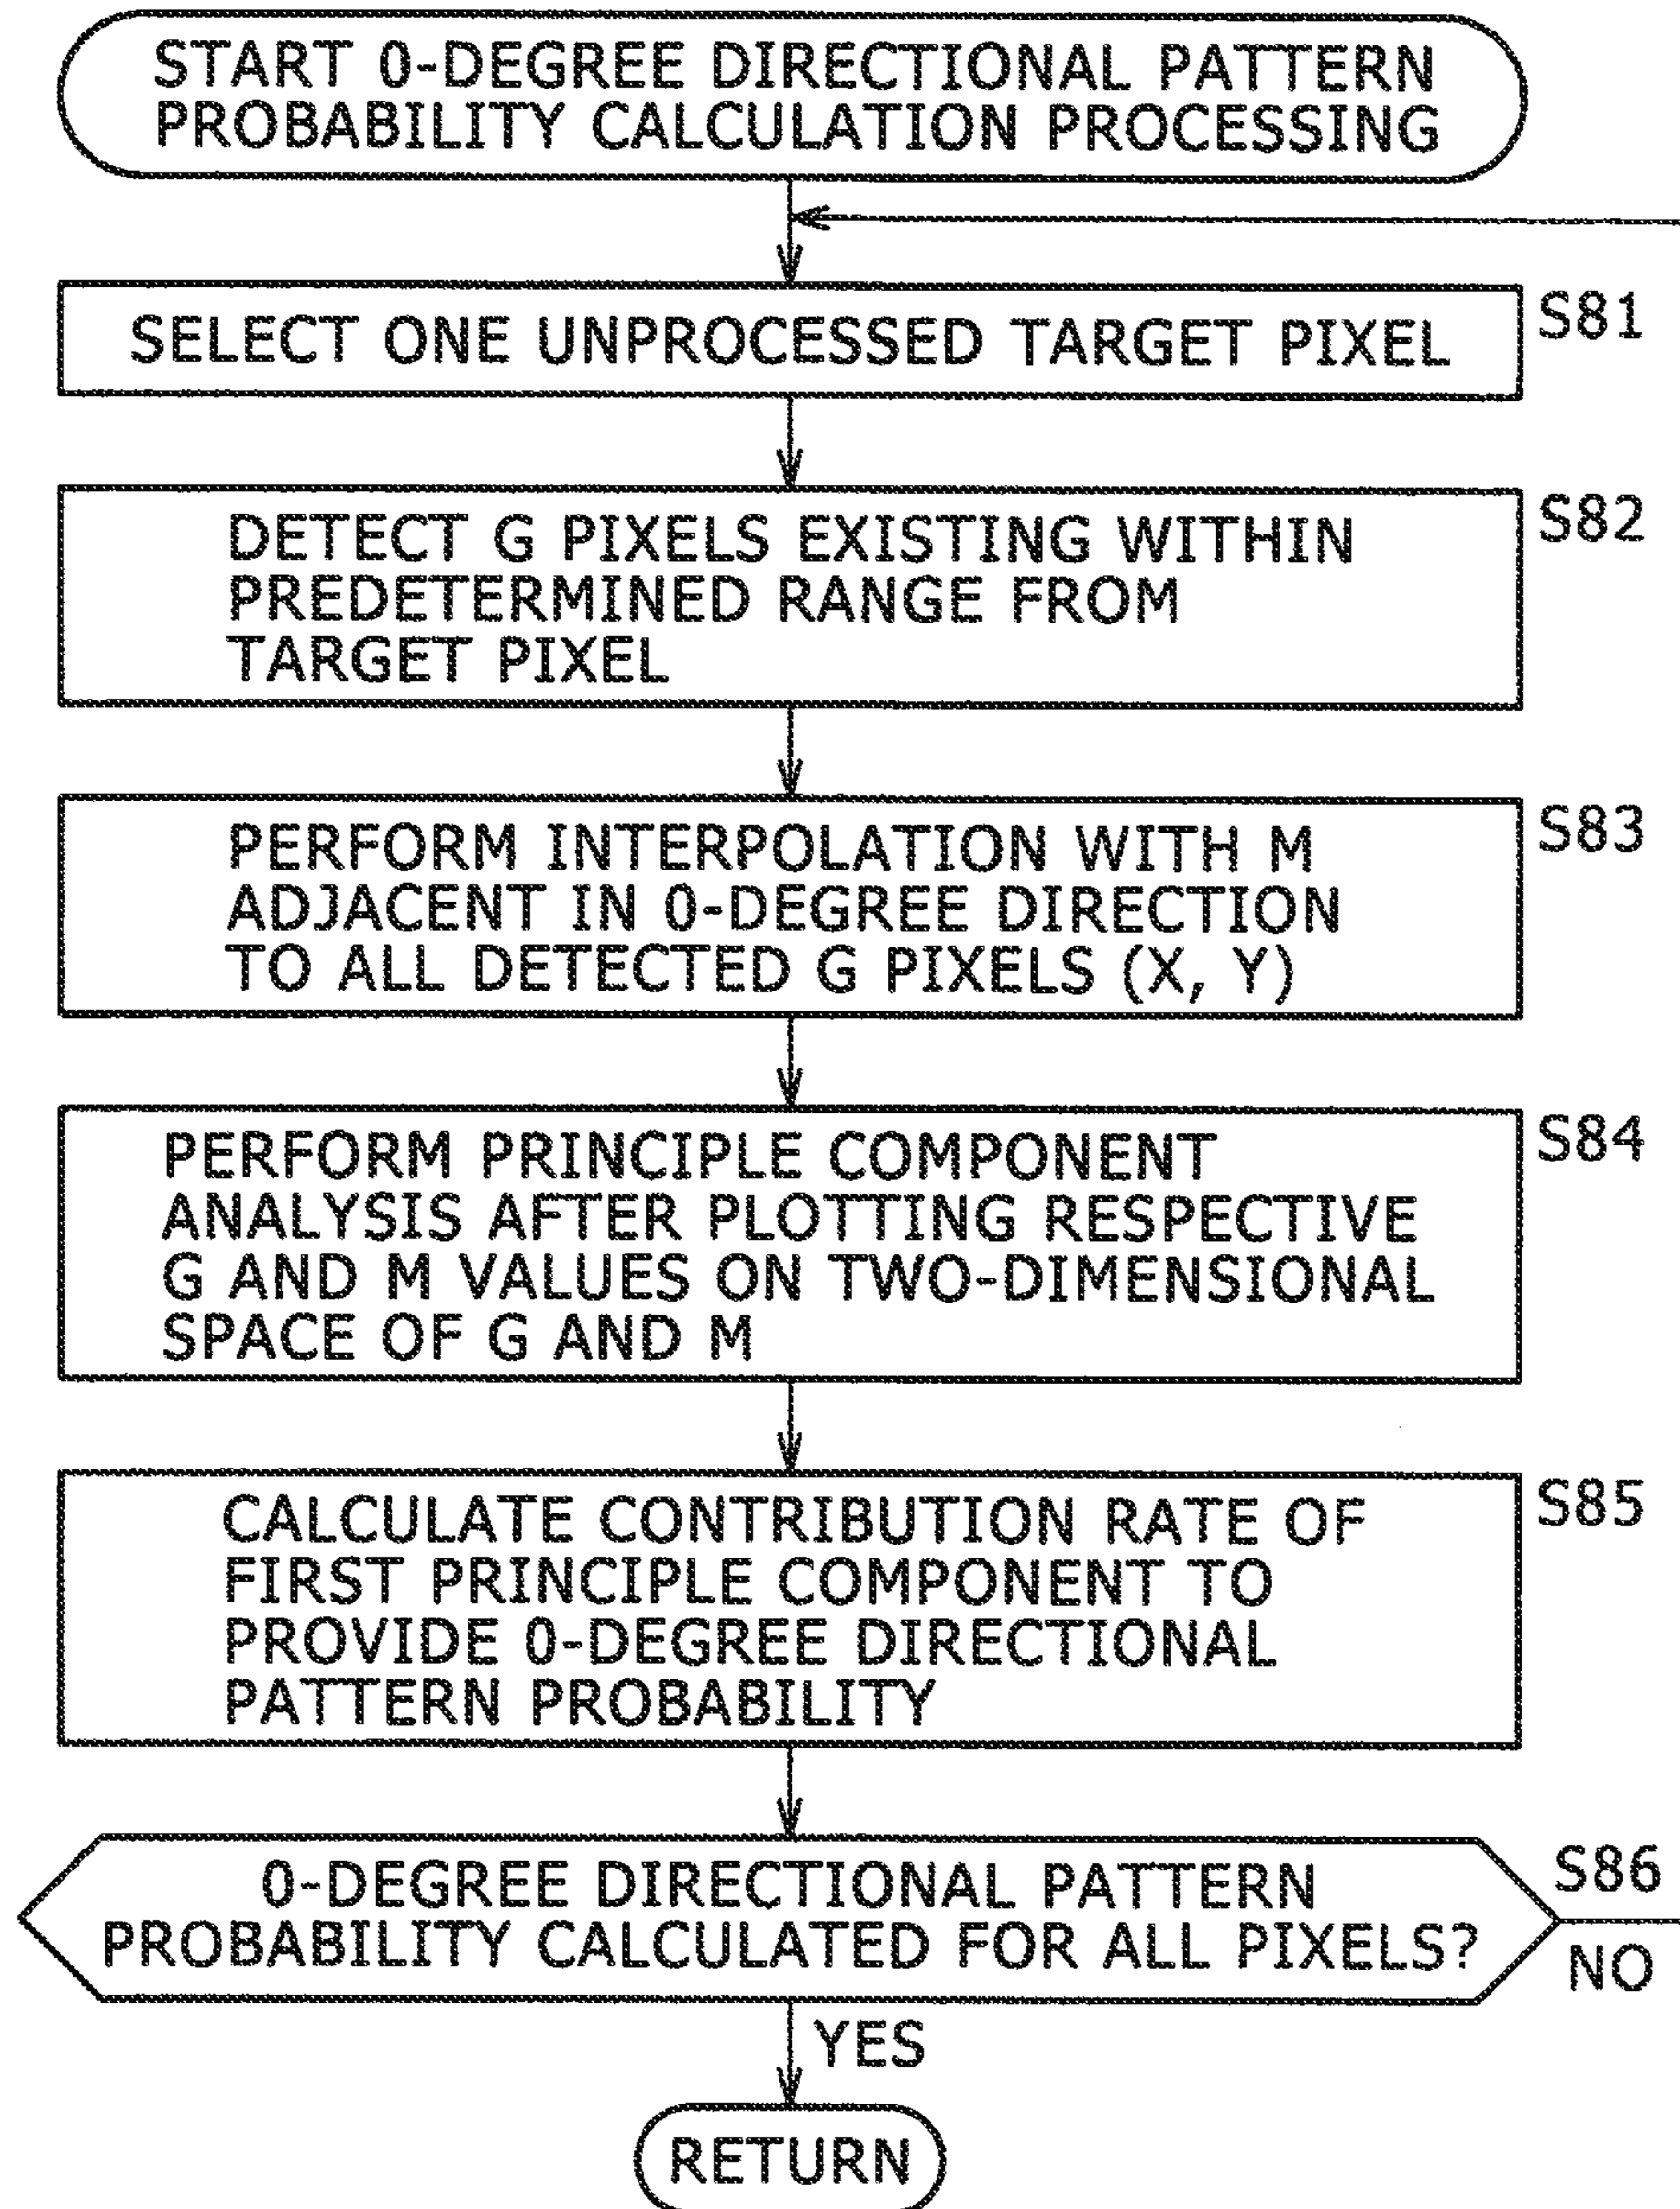 START 0-DEGREE DIRECTIONAL PATTERN
PROBABILITY CALCULATION PROCESSING
SELECT ONE UNPROCESSED TARGET PIXEL
S81
DETECT G PIXELS EXISTING WITHIN
PREDETERMINED RANGE FROM
TARGET PIXEL
S82
PERFORM INTERPOLATION WITH M
ADJACENT IN 0-DEGREE DIRECTION
TO ALL DETECTED G PIXELS (X, Y)
S83
PERFORM PRINCIPLE COMPONENT
ANALYSIS AFTER PLOTTING RESPECTIVE
G AND M VALUES ON TWO-DIMENSIONAL
SPACE OF G AND M
S84
CALCULATE CONTRIBUTION RATE OF
FIRST PRINCIPLE COMPONENT TO
PROVIDE 0-DEGREE DIRECTIONAL
PATTERN PROBABILITY
S85
0-DEGREE DIRECTIONAL PATTERN
PROBABILITY CALCULATED FOR ALL PIXELS?
S86
NO
YES
RETURN